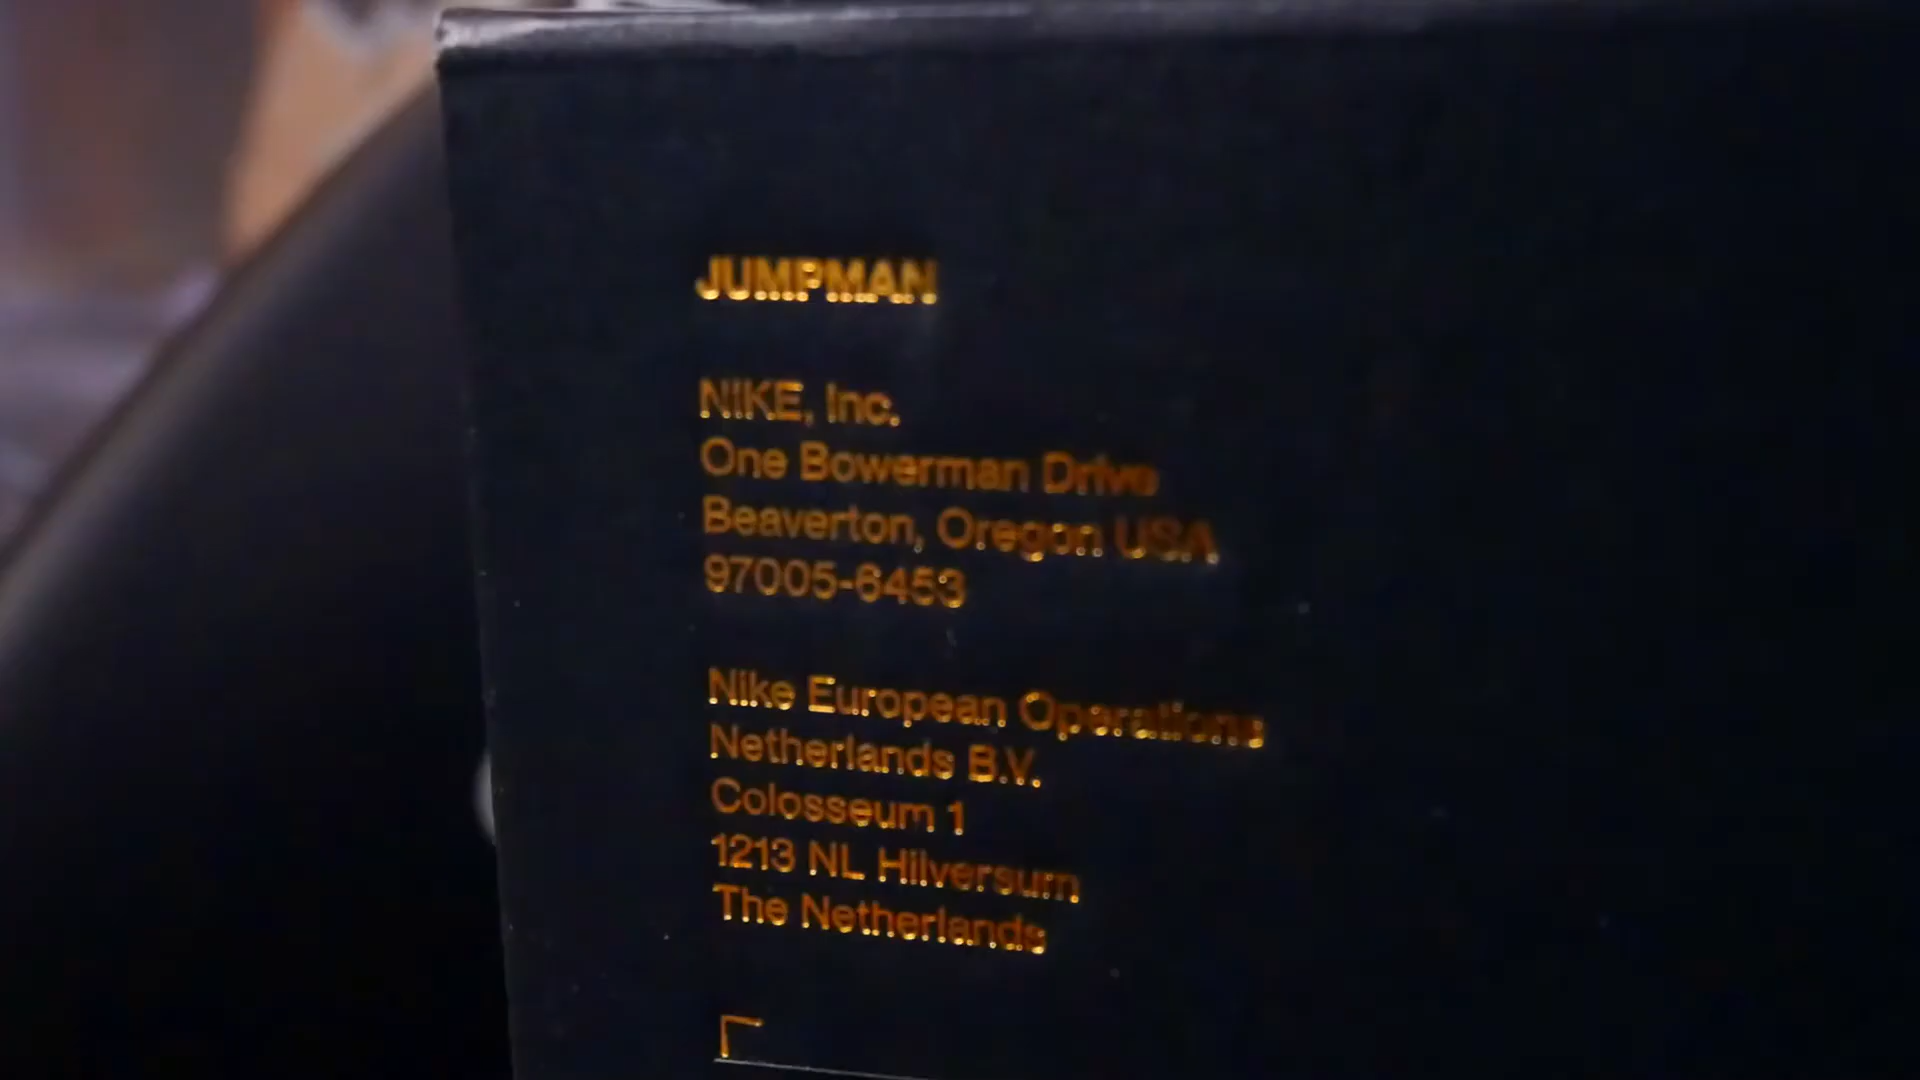 JUMPMAN
NIKE, Inc.
One Bowerman Drive
Beaverton, Oregon USA
97005-6453
Nike European Operations
Netherlands B.V.
Colosseum 1
1213 NL Hilversum
The Netherlands